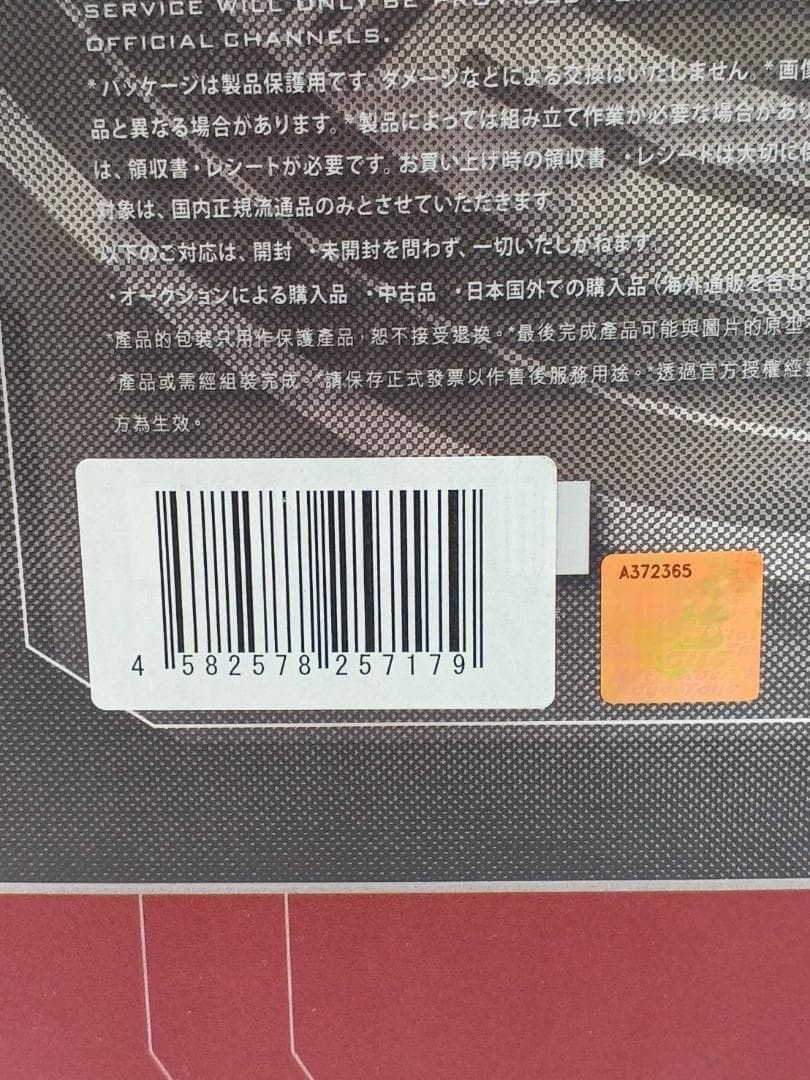 SERVICE WILL ONLY BE PROVIDED
OFFICIAL CHANNELS.
*パッケージは製品保護用です。ダメージなどによる交換はいたしません。*画像
品と異なる場合があります。*製品によっては組み立て作業が必要な場合があ
は、領収書・レシートが必要です。お買い上げ時の領収書・レシートは大切に
対象は、国内正規流通品のみとさせていただきます。
以下のご対応は、開封・未開封を問わず、一切いたしかねます。
・オークションによる購入品 ・中古品 ・日本国外での購入品(海外通販を含む
*產品的包裝只用作保護產品,恕不接受退換。*最後完成產品可能與圖片的原型
*產品或需經組裝完成。*請保存正式發票以作售後服務用途。*透過官方授權經
方為生效。
4 582578 257179
A372365